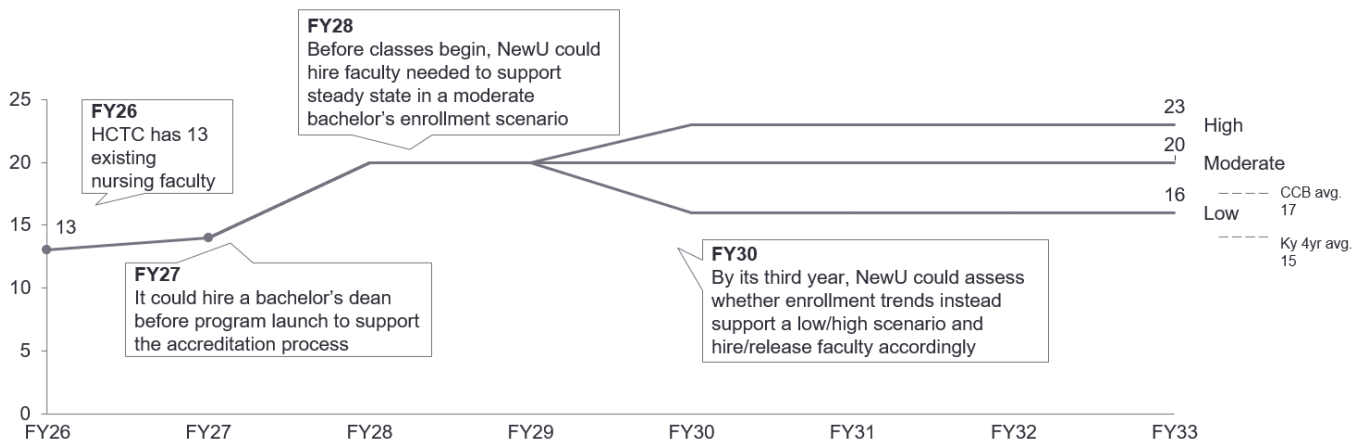 FY28
Before classes begin, NewU could
hire faculty needed to support
steady state in a moderate
bachelor’s enrollment scenario
25
FY26
HCTC has 13
existing
nursing faculty
23
High
20
20
Moderate
CCB avg.
17
16
Low
15
13
Ky 4yr avg.
15
FY27
It could hire a bachelor’s dean
before program launch to support
the accreditation process
FY30
By its third year, NewU could assess
whether enrollment trends instead
support a low/high scenario and
hire/release faculty accordingly
10
5
0
FY26
FY27
FY28
FY29
FY30
FY31
FY32
FY33